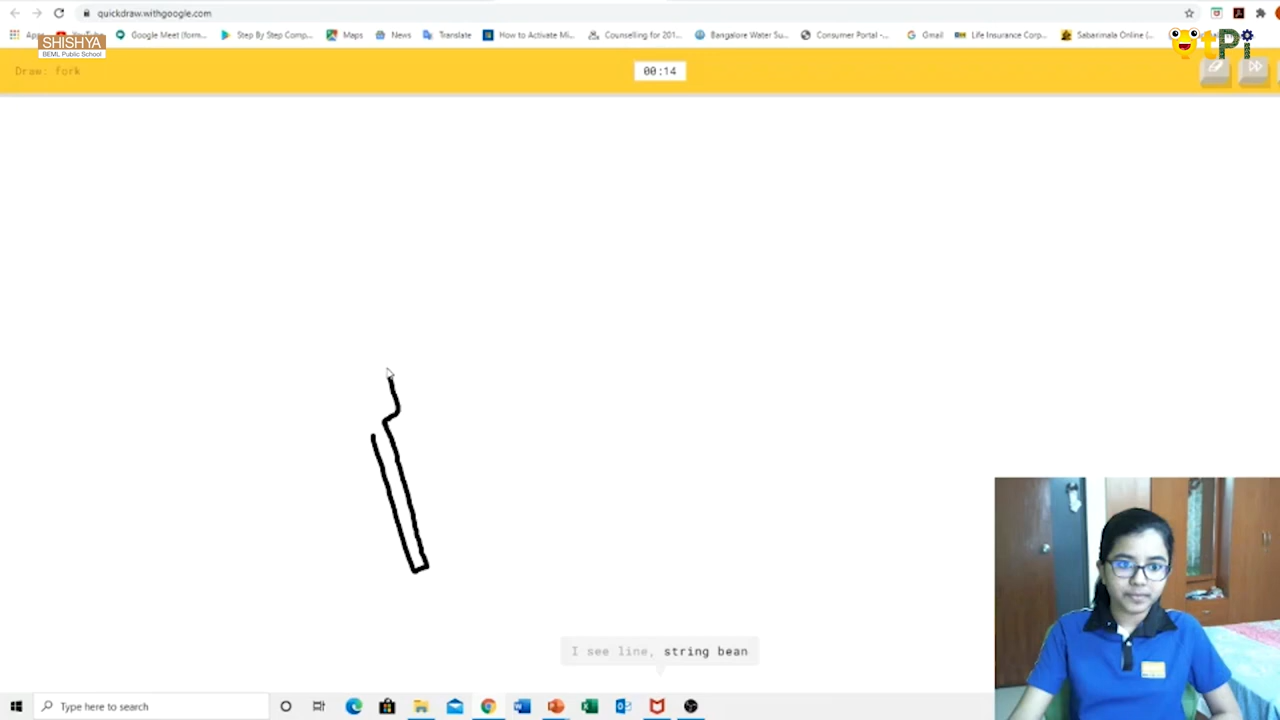 quickdraw.withgoogle.com
SHISHYA
BEML Public School
Google Meet (form...
Step By Step Comp...
Maps
News
Translate
How to Activate Mi...
Counselling for 201...
Bangalore Water Su...
Consumer Portal -...
Gmail
Life Insurance Corp...
Sabarimala Online (...
tPi
Draw: fork
00:14
I see line, string bean
Type here to search